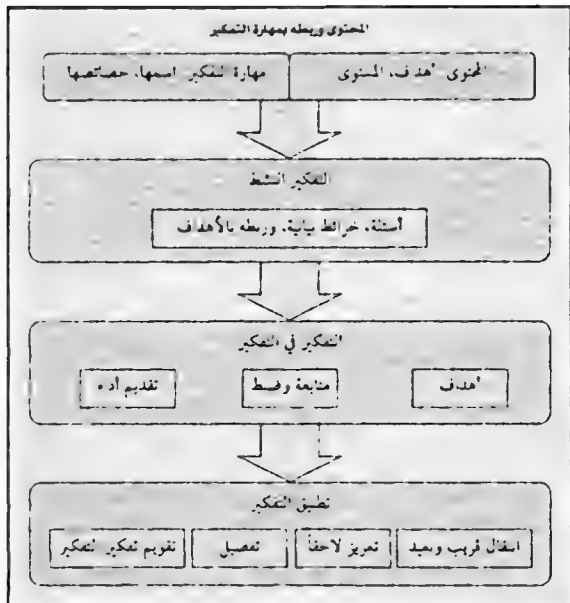 المحتوى وربطه بمهارة التفكير
المحتوى أهدف، المستوى
مهارة التفكير اسمها، خصائصها
التفكير النشط
أسئلة، خرائط بيانية، وربطه بالأهداف
التفكير في التفكير
أهداف
متابعة وضبط
تقديم أداء
تطبيق التفكير
انتقال قريب وبعيد
تعزيز لاحقاً
تفصيل
تقويم تفكير التفكير